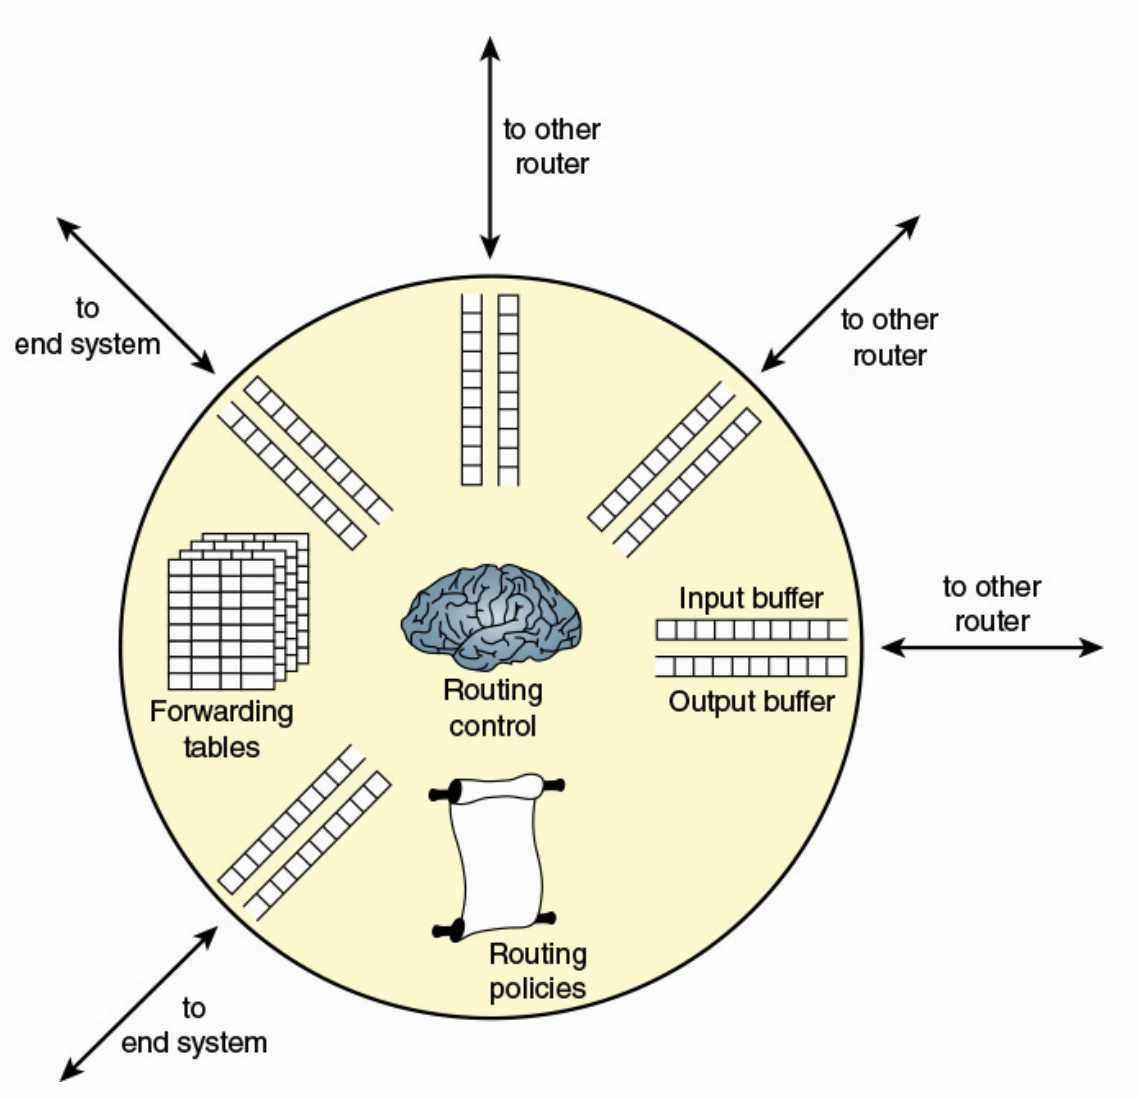 to other
router
to
end system
to other
router
Input buffer
to other
router
Output buffer
Forwarding
tables
Routing
control
Routing
policies
to
end system